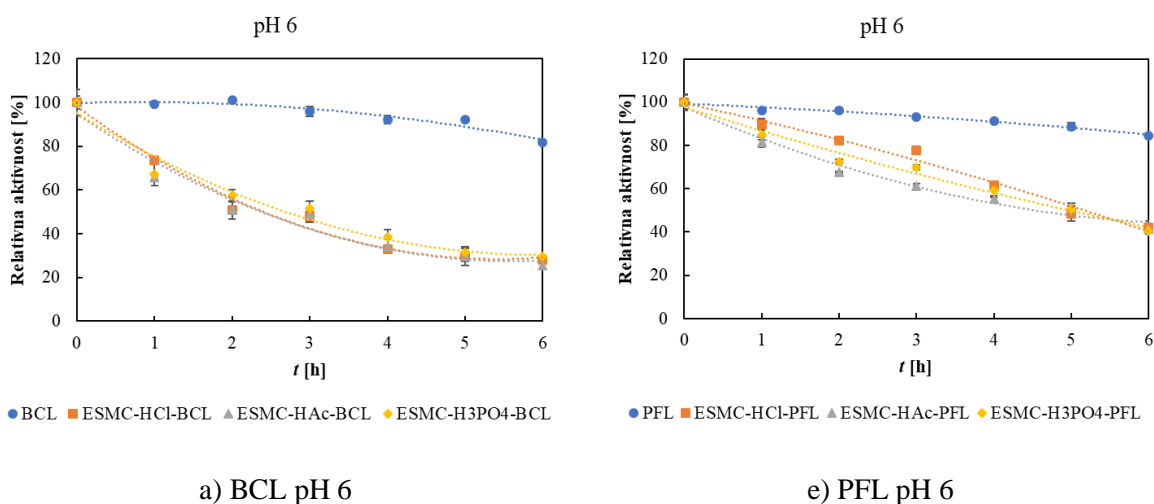 pH 6
120
100
80
60
40
20
0
Relativna aktivnost [%]
0 1 2 3 4 5 6
t [h]
BCL ESMC-HCl-BCL ESMC-HAc-BCL ESMC-H3PO4-BCL
a) BCL pH 6
pH 6
120
100
80
60
40
20
0
Relativna aktivnost [%]
0 1 2 3 4 5 6
t [h]
PFL ESMC-HCl-PFL ESMC-HAc-PFL ESMC-H3PO4-PFL
e) PFL pH 6